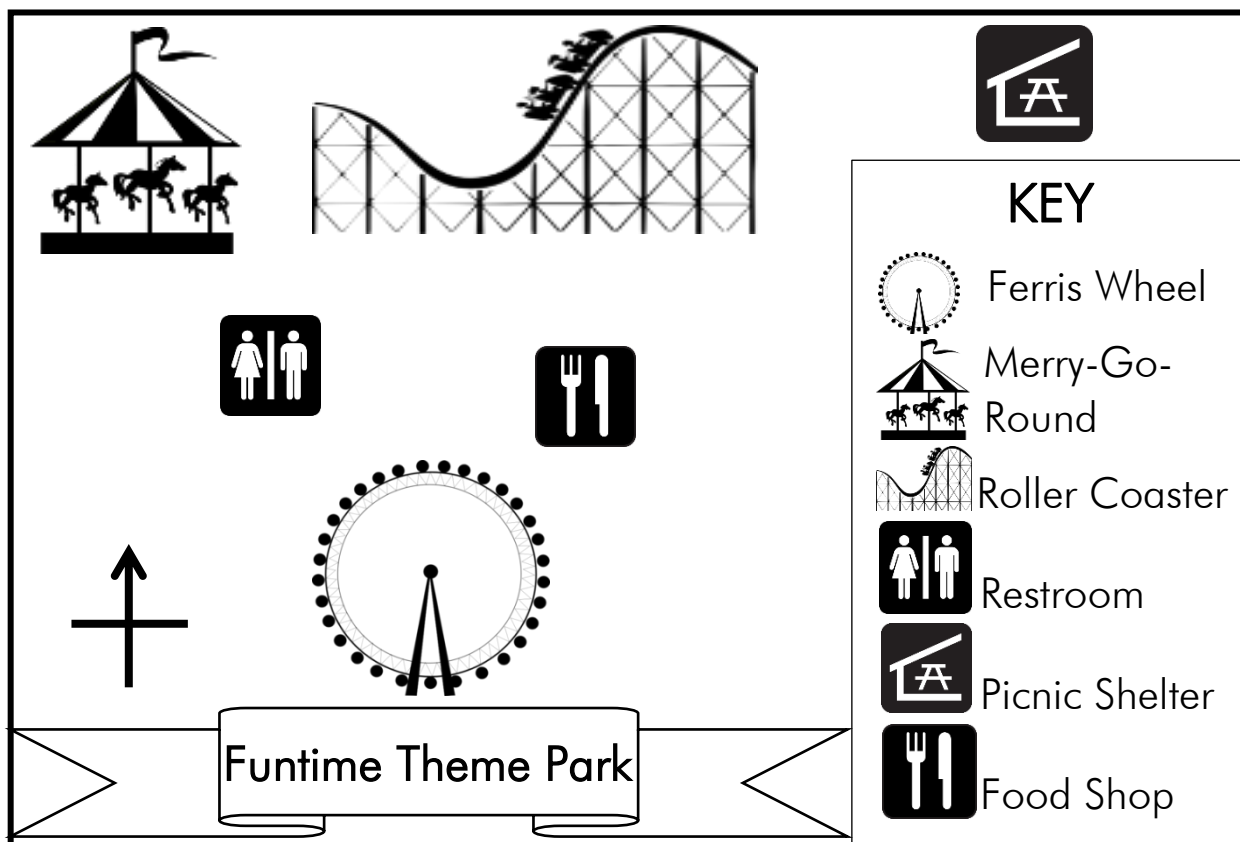 KEY
Ferris Wheel
Merry-Go-
Round
Roller Coaster
Restroom
Picnic Shelter
Food Shop
Funtime Theme Park